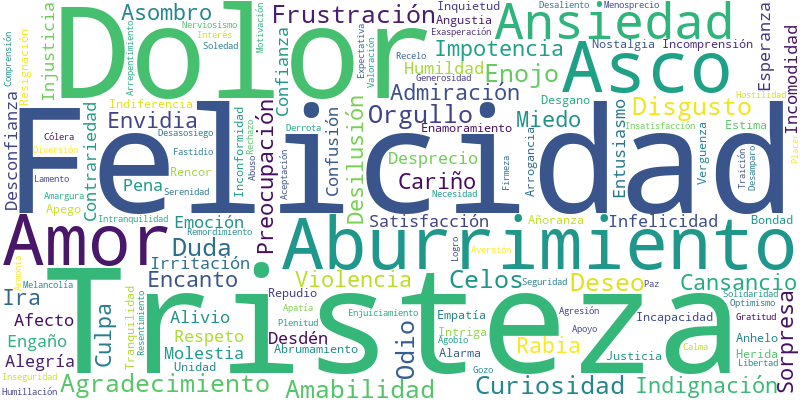 Felicidad
Tristeza
Dolor
Aburrimiento
Amor
Asco
Ansiedad
Asombro
Frustración
Injusticia
Nerviosismo
Interés
Soledad
Arrepentimiento
Motivación
Confianza
Expectativa
Valoración
Inquietud
Angustia
Exasperación
Recelo
Generosidad
Impotencia
Humildad
Enojo
Admiración
Desaliento
Menosprecio
Nostalgia
Incomprensión
Esperanza
Incomodidad
Hostilidad
Comprensión
Resignación
Desconfianza
Contrariedad
Indiferencia
Envidia
Cólera
Diversión
Desasosiego
Fastidio
Lamento
Pena
Rencor
Serenidad
Amargura
Apego
Intranquilidad
Inconformidad
Rechazo
Abuso
Preocupación
Derrota
Aceptación
Confusión
Desilusión
Orgullo
Enamoramiento
Desprecio
Cariño
Necesidad
Firmeza
Arrogancia
Desgano
Miedo
Disgusto
Insatisfacción
Estima
Entusiasmo
Vergüenza
Traición
Desamparo
Placer
Emoción
Remordimiento
Satisfacción
Añoranza
Infelicidad
Bondad
Duda
Irritación
Logro
Aversión
Armonía
Melancolía
Encanto
Violencia
Celos
Seguridad
Paz
Deseo
Cansancio
Solidaridad
Optimismo
Sorpresa
Ira
Repudio
Apatía
Plenitud
Enjuiciamiento
Empatía
Agresión
Incapacidad
Gratitud
Afecto
Culpa
Tranquilidad
Resentimiento
Alivio
Respeto
Desdén
Odio
Intriga
Agobio
Apoyo
Anhelo
Engaño
Molestia
Abrumamiento
Alarma
Rabia
Justicia
Calma
Herida
Libertad
Alegría
Unidad
Gozo
Inseguridad
Humillación
Agradecimiento
Amabilidad
Curiosidad
Indignación